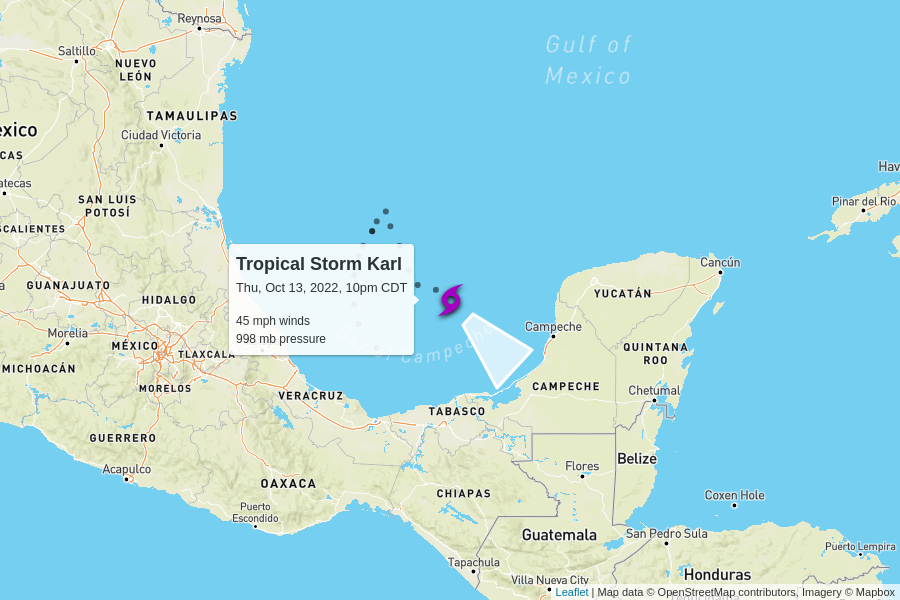 Reynosa
Saltillo
NUEVO
LEÓN
Gulf of
Mexico
TAMAULIPAS
exico
Ciudad Victoria
CAS
Hav
atecas
Pinar del Rio
SAN LUIS
POTOSÍ
SCALIENTES
Tropical Storm Karl
Thu, Oct 13, 2022, 10pm CDT
45 mph winds
998 mb pressure
Cancún
a
GUANAJUATO
YUCATÁN
HIDALGO
Campeche
Morelia
MÉXICO
TLAXCALA
of Campeche
QUINTANA
ROO
MICHOACÁN
MORELOS
CAMPECHE
Chetumal
VERACRUZ
TABASCO
GUERRERO
Belize
Acapulco
Flores
OAXACA
CHIAPAS
Coxen Hole
Puerto
Escondido
Guatemala
San Pedro Sula
Puerto Lempira
Tapachula
Villa Nueva City
Honduras
Leaflet | Map data © OpenStreetMap contributors, Imagery © Mapbox